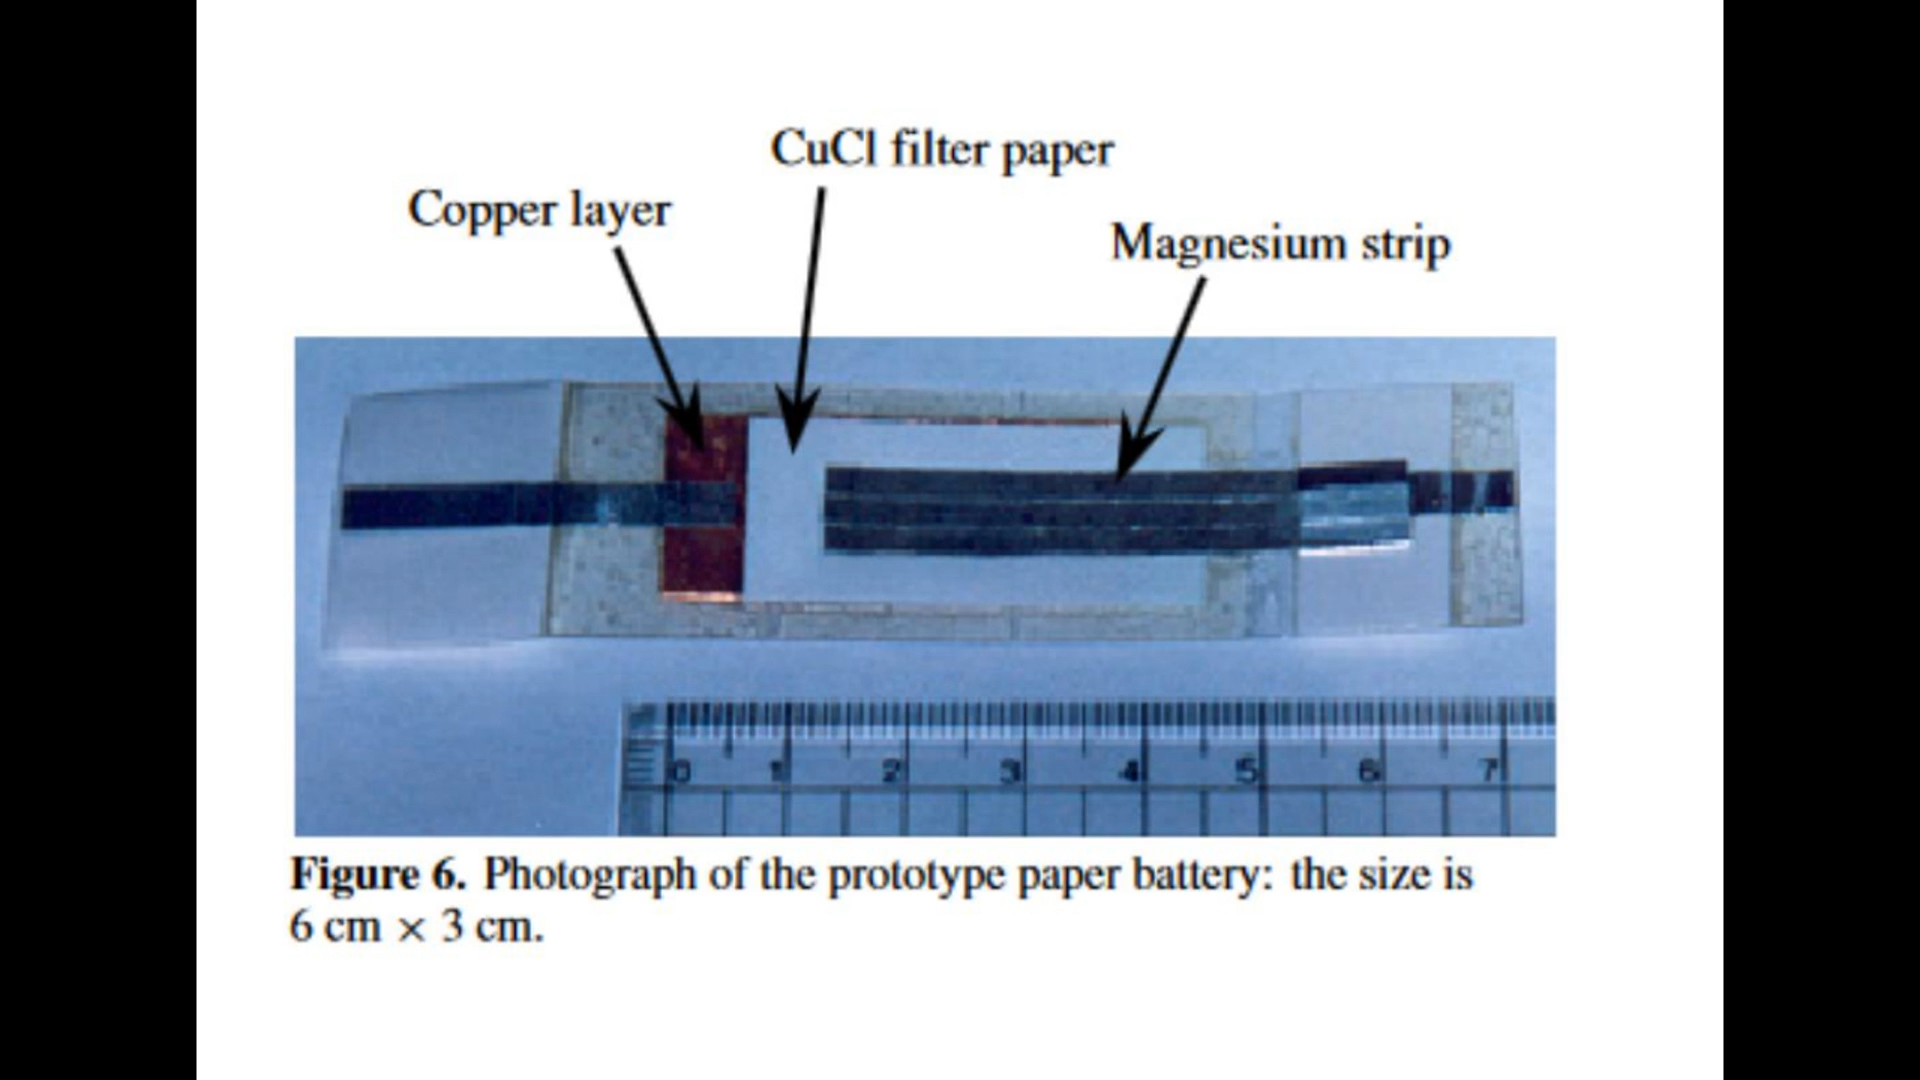 CuCl filter paper
Copper layer
Magnesium strip
0 1 2 3 4 5 6 7
Figure 6. Photograph of the prototype paper battery: the size is
6 cm × 3 cm.